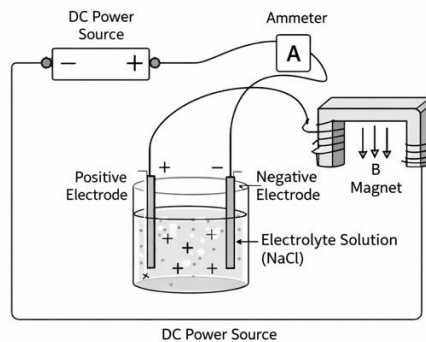 DC Power
Source
Ammeter
− +
A
+ −
Positive
Electrode
Negative
Electrode
B
Magnet
Electrolyte Solution
(NaCl)
+ +
+ +
+ +
+
DC Power Source